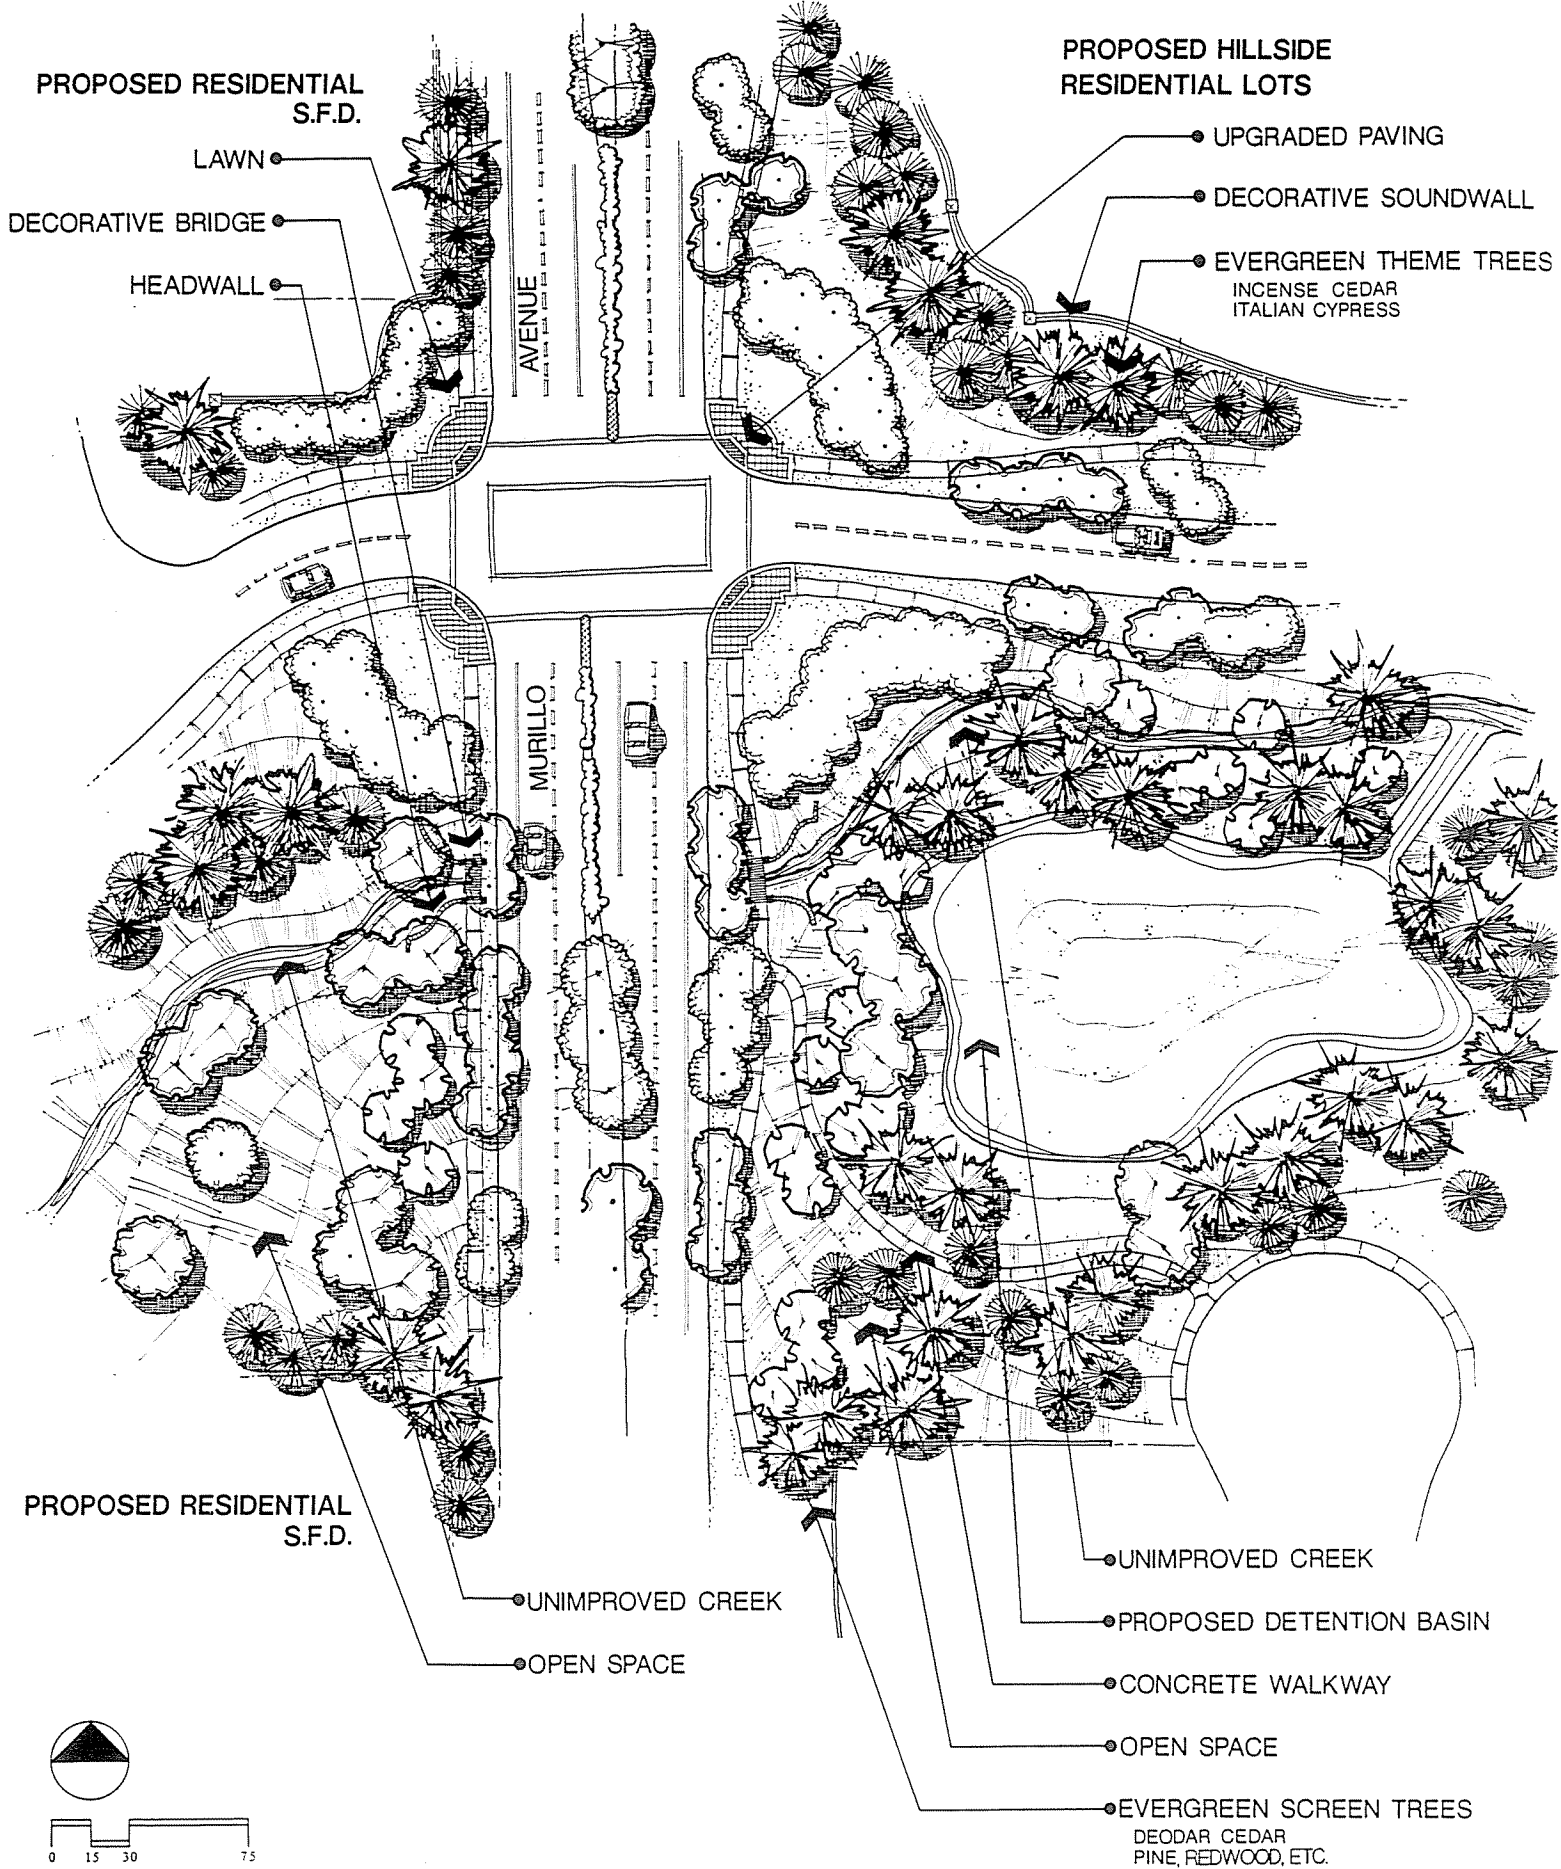 PROPOSED RESIDENTIAL
S.F.D.
LAWN
DECORATIVE BRIDGE
HEADWALL
PROPOSED HILLSIDE
RESIDENTIAL LOTS
UPGRADED PAVING
DECORATIVE SOUNDWALL
EVERGREEN THEME TREES
INCENSE CEDAR
ITALIAN CYPRESS
AVENUE
MURILLO
PROPOSED RESIDENTIAL
S.F.D.
UNIMPROVED CREEK
OPEN SPACE
UNIMPROVED CREEK
PROPOSED DETENTION BASIN
CONCRETE WALKWAY
OPEN SPACE
EVERGREEN SCREEN TREES
DEODAR CEDAR
PINE, REDWOOD, ETC.
0 15 30 75